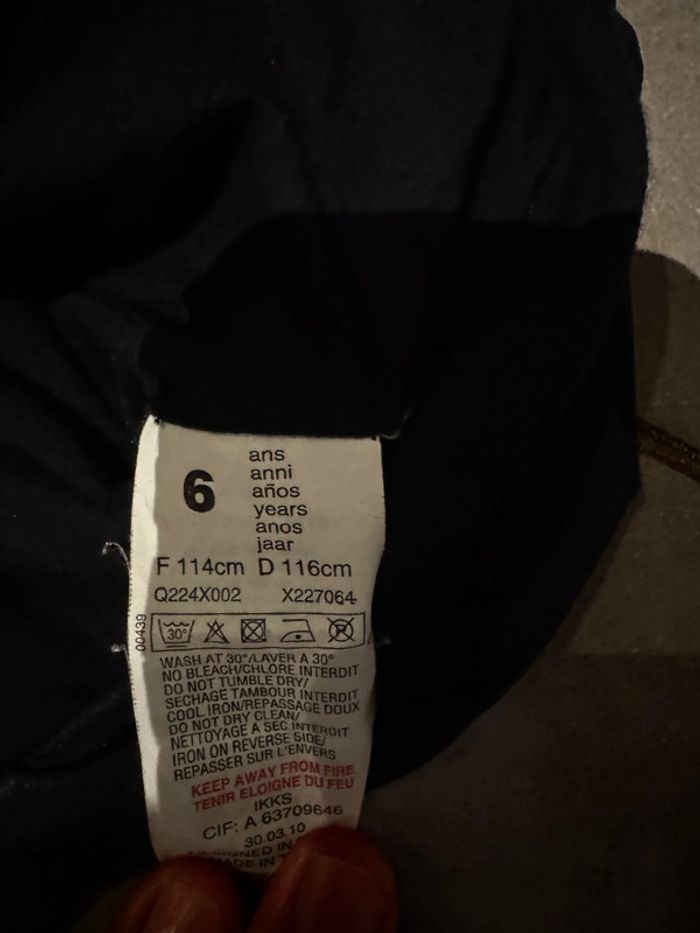 6
ans
anni
años
years
anos
jaar
F 114cm D 116cm
Q224X002 X227064
00439
30°
WASH AT 30°/LAVER A 30°
NO BLEACH/CHLORE INTERDIT
DO NOT TUMBLE DRY/
SECHAGE TAMBOUR INTERDIT
COOL IRON/REPASSAGE DOUX
DO NOT DRY CLEAN/
NETTOYAGE A SEC INTERDIT
IRON ON REVERSE SIDE/
REPASSER SUR L'ENVERS
KEEP AWAY FROM FIRE
TENIR ELOIGNE DU FEU
IKKS
CIF: A 63709646
30.03.10
IN
MADE IN